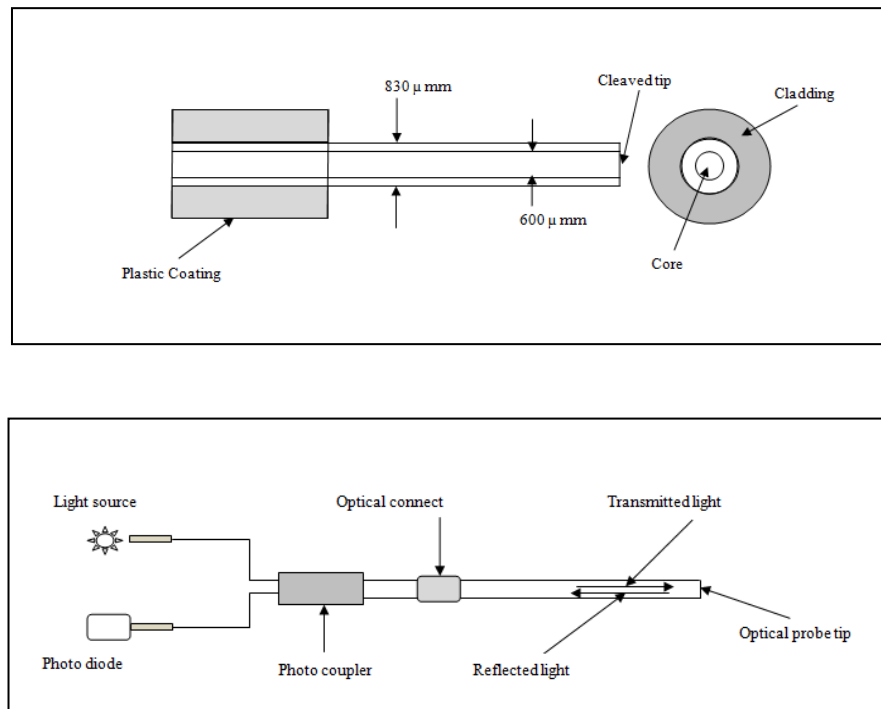 830 µ mm
Cleaved tip
Cladding
600 µ mm
Plastic Coating
Core
Light source
Optical connect
Transmitted light
Photo diode
Photo coupler
Reflected light
Optical probe tip